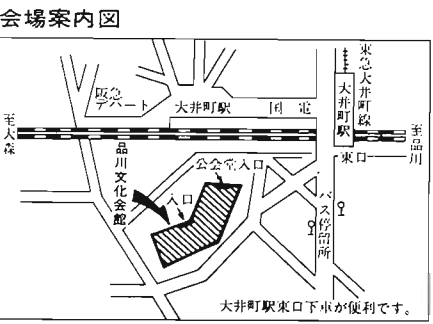 会場案内図
阪急
デパート
大井町駅
国電
大井町駅
東急大井町線
至大森
至品川
東口
品川文化会館
公会堂入口
入口
バス停留所
大井町駅東口下車が便利です。